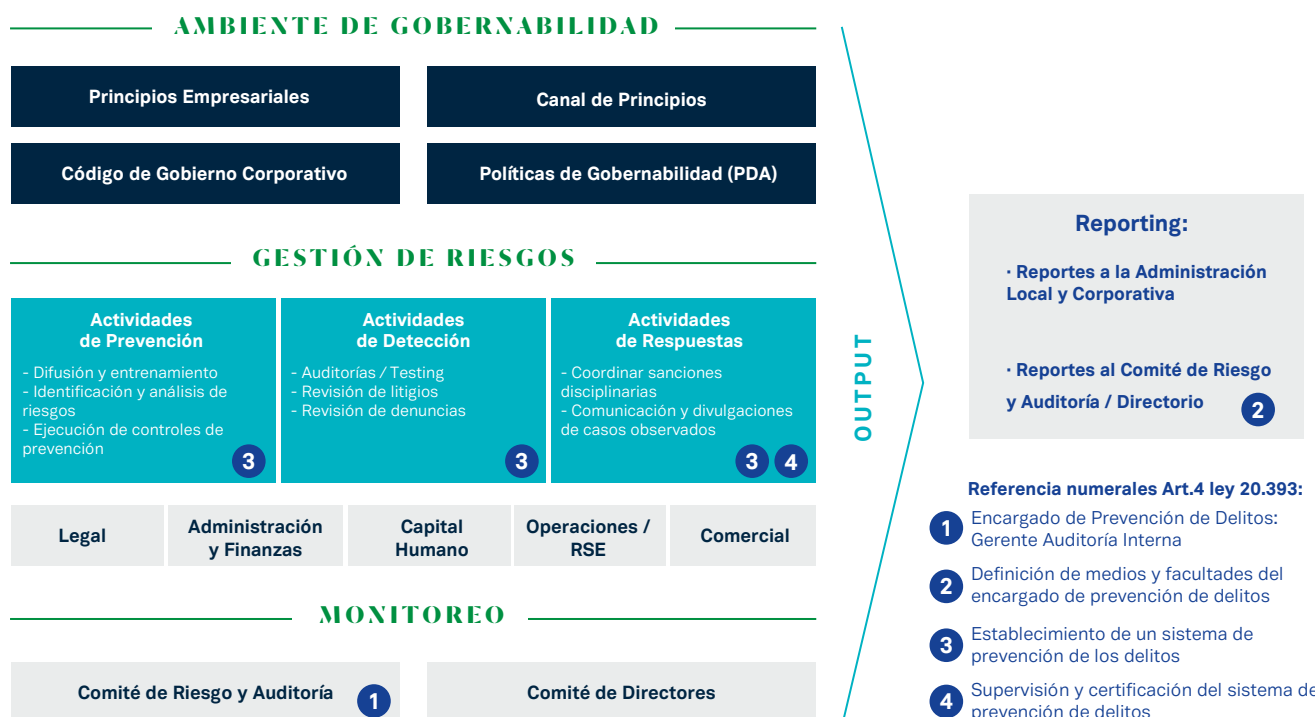 AMBIENTE DE GOBERNABILIDAD
Principios Empresariales
Canal de Principios
Código de Gobierno Corporativo
Políticas de Gobernabilidad (PDA)
GESTIÓN DE RIESGOS
Actividades
de Prevención
- Difusión y entrenamiento
- Identificación y análisis de
riesgos
- Ejecución de controles de
prevención
3
Actividades
de Detección
- Auditorías / Testing
- Revisión de litigios
- Revisión de denuncias
3
Actividades
de Respuestas
- Coordinar sanciones
disciplinarias
- Comunicación y divulgaciones
de casos observados
3 4
Legal
Administración
y Finanzas
Capital
Humano
Operaciones /
RSE
Comercial
MONITOREO
Comité de Riesgo y Auditoría
1
Comité de Directores
OUTPUT
Reporting:
· Reportes a la Administración
Local y Corporativa
· Reportes al Comité de Riesgo
y Auditoría / Directorio
2
Referencia numerales Art.4 ley 20.393:
1 Encargado de Prevención de Delitos:
Gerente Auditoría Interna
2 Definición de medios y facultades del
encargado de prevención de delitos
3 Establecimiento de un sistema de
prevención de los delitos
4 Supervisión y certificación del sistema de
prevención de delitos